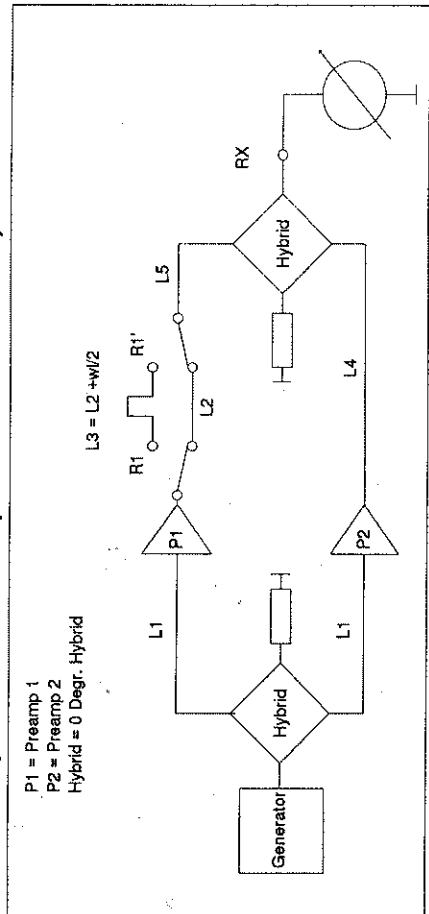 P1 = Preamp 1
P2 = Preamp 2
Hybrid = 0 Degr. Hybrid
L3 = L2 +wl/2
R1
R1'
L2
L5
RX
P1
L1
Generator
Hybrid
Hybrid
L1
P2
L4